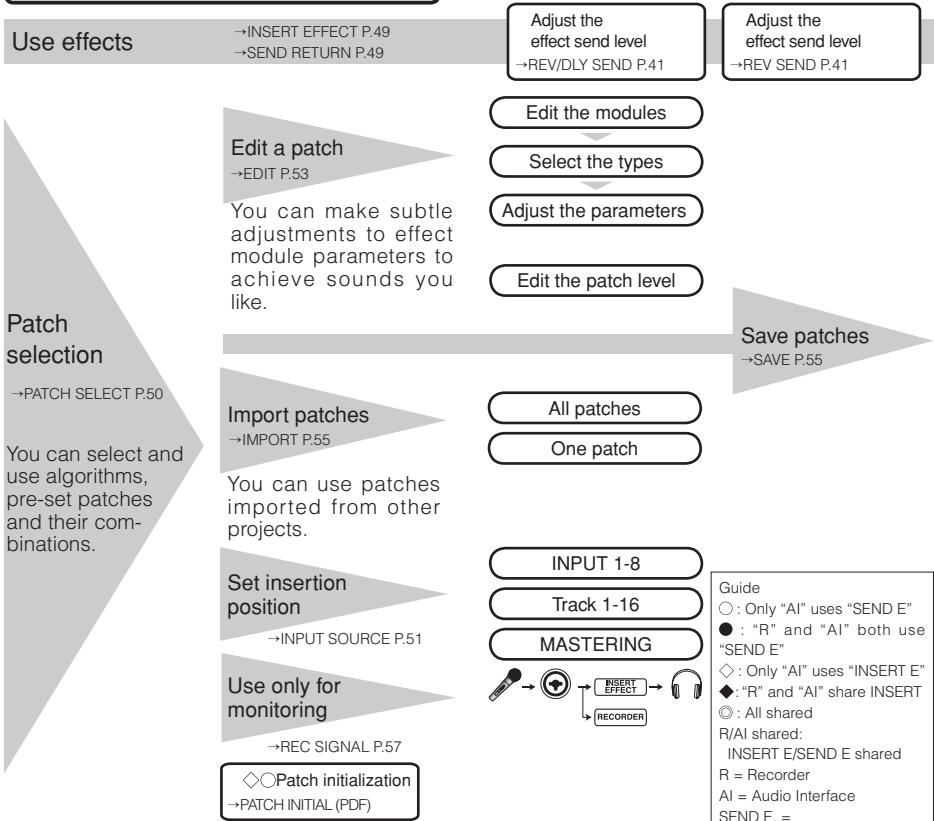 Use effects
→INSERT EFFECT P.49
→SEND RETURN P.49
Adjust the
effect send level
→REV/DLY SEND P.41
Adjust the
effect send level
→REV SEND P.41
Patch
selection
→PATCH SELECT P.50
You can select and
use algorithms,
pre-set patches
and their com-
binations.
Edit a patch
→EDIT P.53
You can make subtle
adjustments to effect
module parameters to
achieve sounds you
like.
Edit the modules
Select the types
Adjust the parameters
Edit the patch level
Save patches
→SAVE P.55
Import patches
→IMPORT P.55
You can use patches
imported from other
projects.
All patches
One patch
Set insertion
position
→INPUT SOURCE P.51
INPUT 1-8
Track 1-16
MASTERING
Use only for
monitoring
→REC SIGNAL P.57
INSERT
EFFECT
RECORDER
◇○Patch initialization
→PATCH INITIAL (PDF)
Guide
○ : Only “AI” uses “SEND E”
● : “R” and “AI” both use
“SEND E”
◇ : Only “AI” uses “INSERT E”
◆: “R” and “AI” share INSERT
◎ : All shared
R/AI shared:
INSERT E/SEND E shared
R = Recorder
AI = Audio Interface
SEND E. =